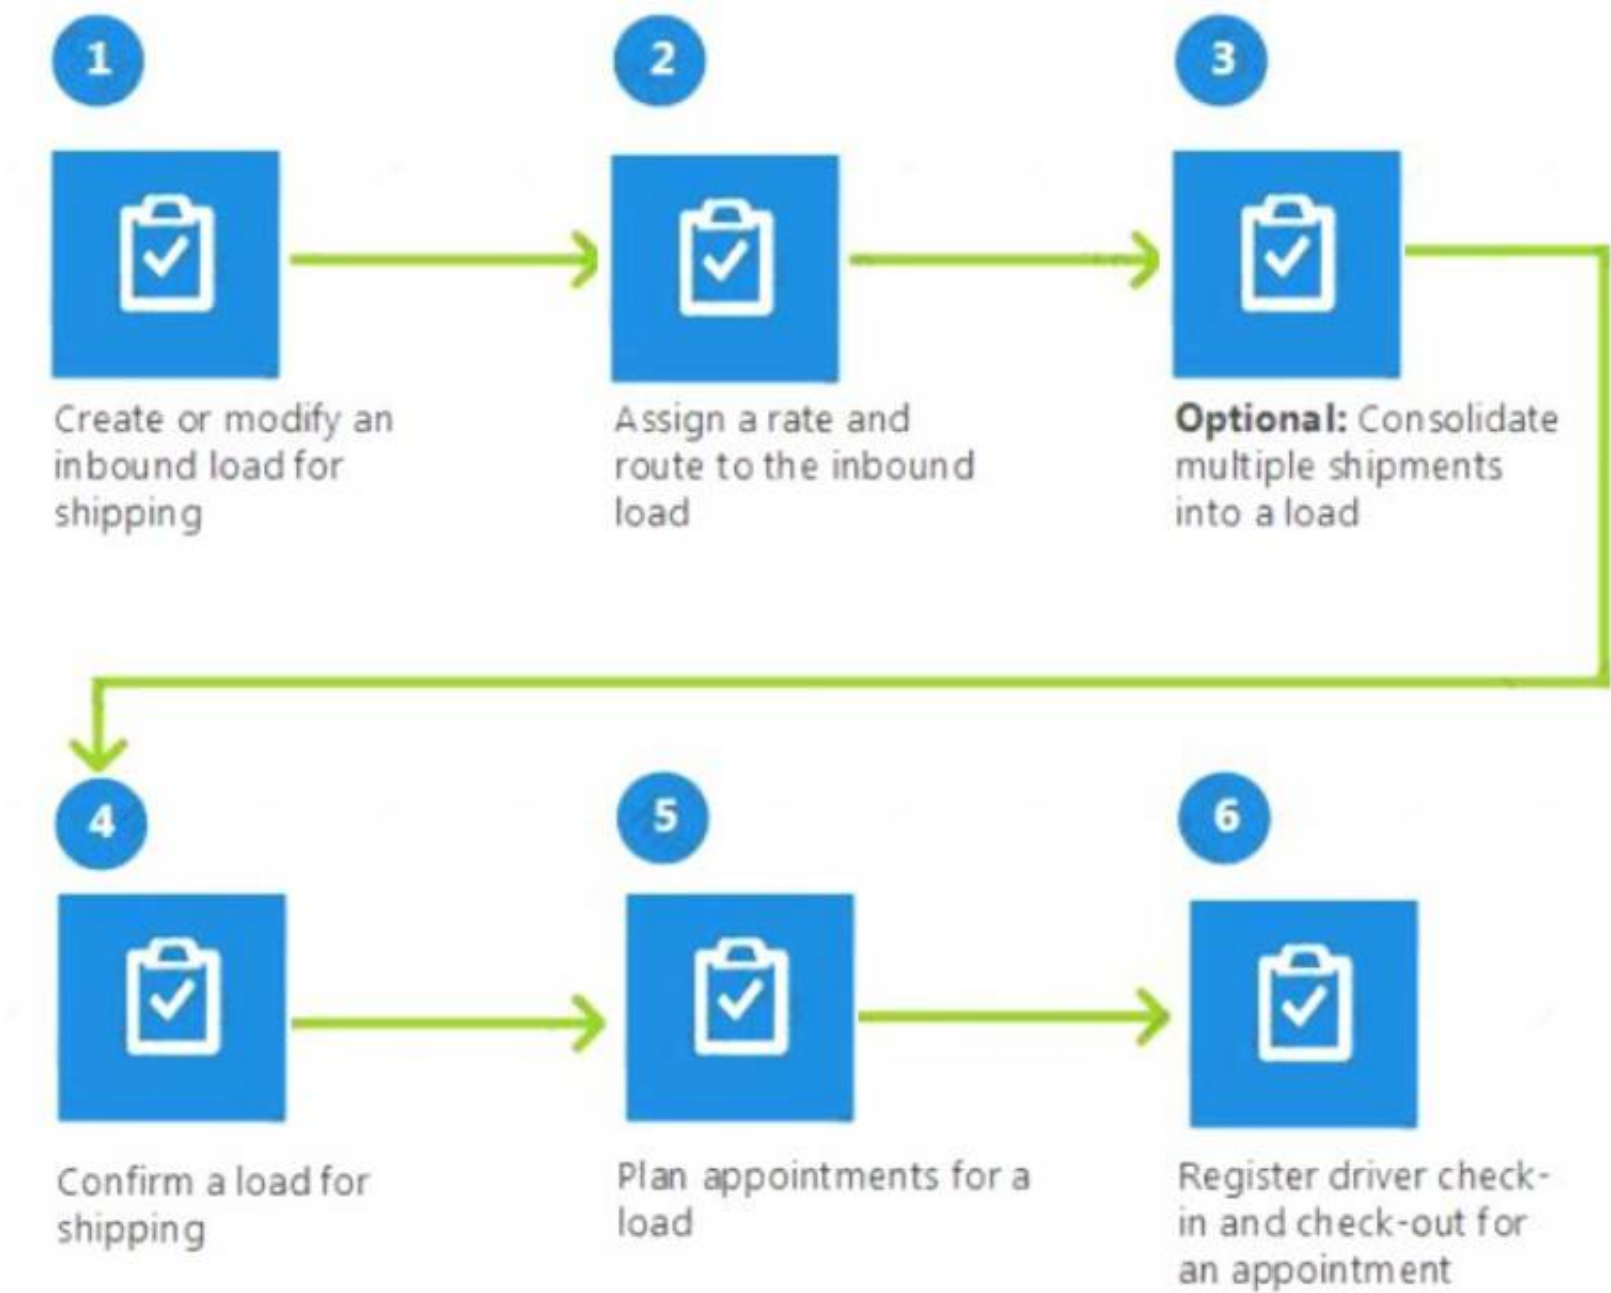 1
2
3
Create or modify an
inbound load for
shipping
Assign a rate and
route to the inbound
load
Optional: Consolidate
multiple shipments
into a load
4
5
6
Confirm a load for
shipping
Plan appointments for a
load
Register driver check-
in and check-out for
an appointment